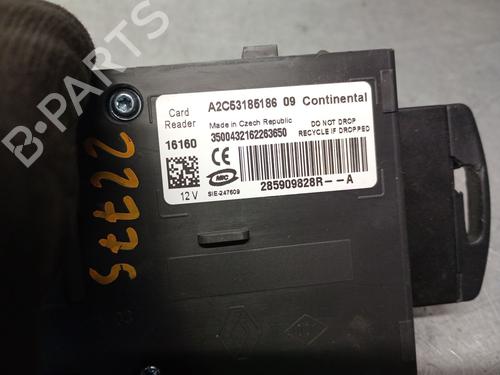 A2C53185186 09 Continental
Card Reader
Made in Czech Republic
DO NOT DROP
RECYCLE IF DROPPED
16160
3500432162263650
CE
MIC
12 V
SIE-247609
285909828R--A
B-PARTS